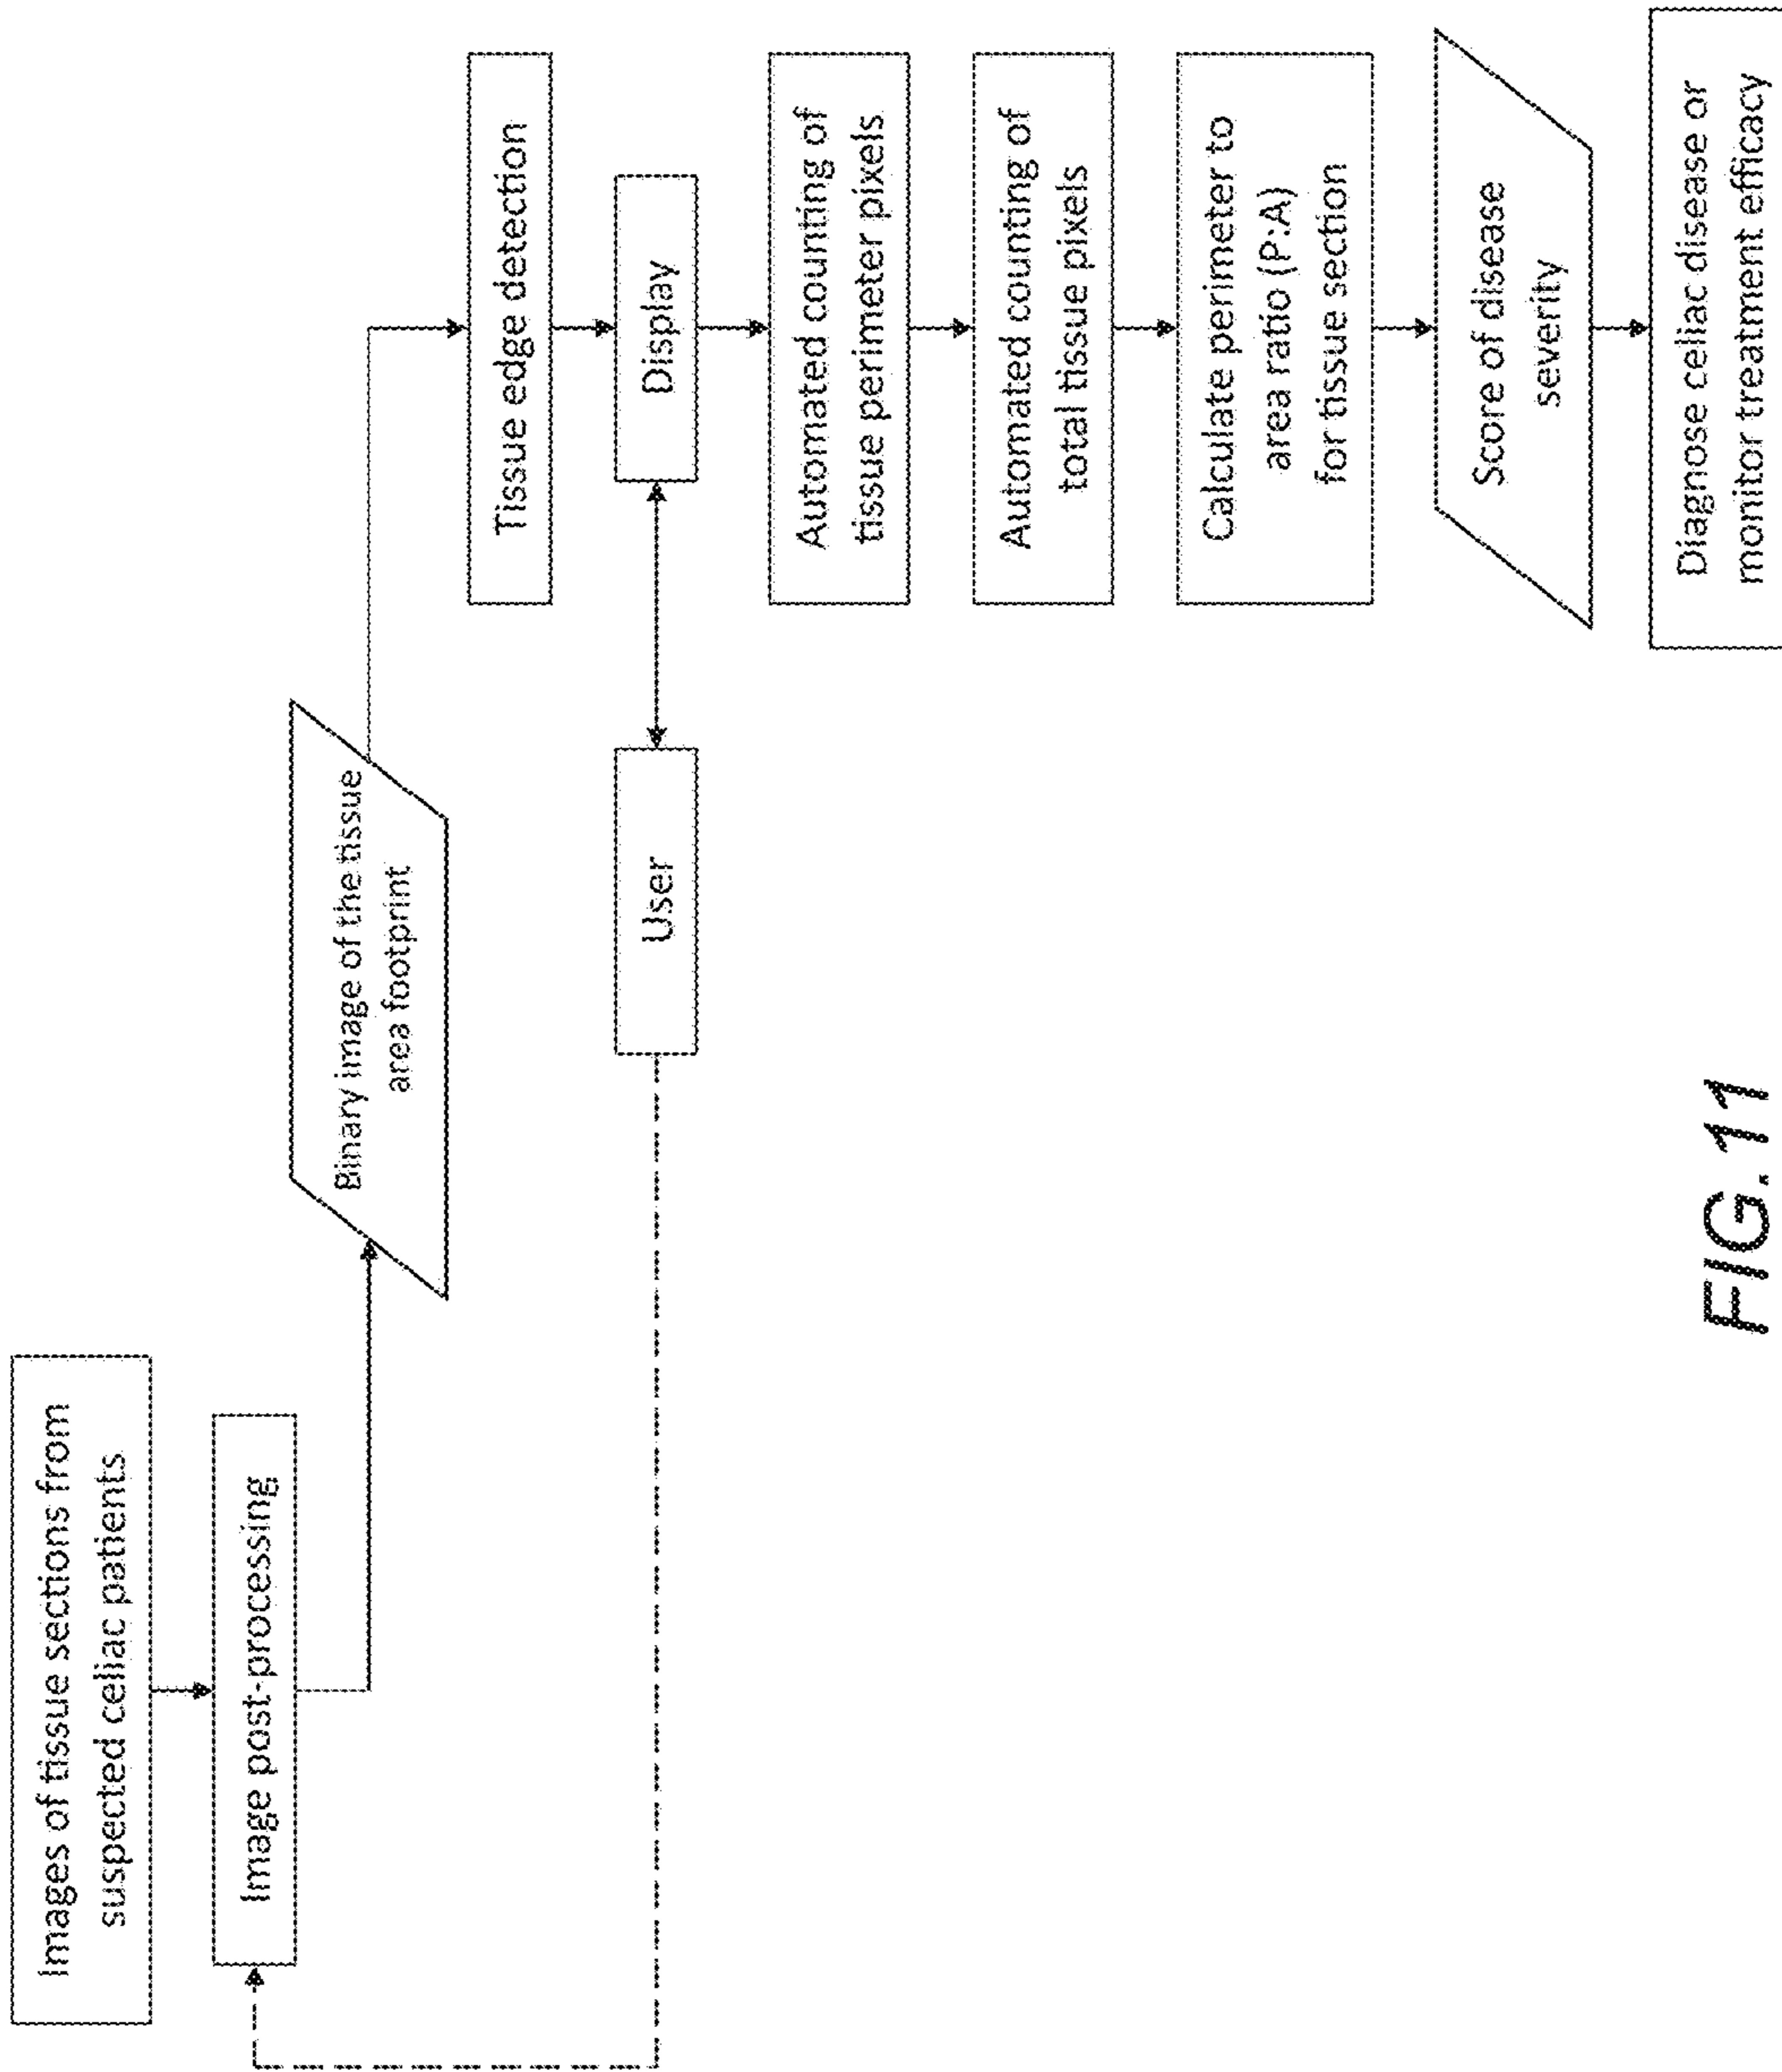 Images of tissue sections from
suspected celiac patients
Image post-processing
Binary image of the tissue
area footprint
Tissue edge detection
User
Display
Automated counting of
tissue perimeter pixels
Automated counting of
total tissue pixels
Calculate perimeter to
area ratio (P:A)
for tissue section
Score of disease
severity
Diagnose celiac disease or
monitor treatment efficacy
FIG. 11